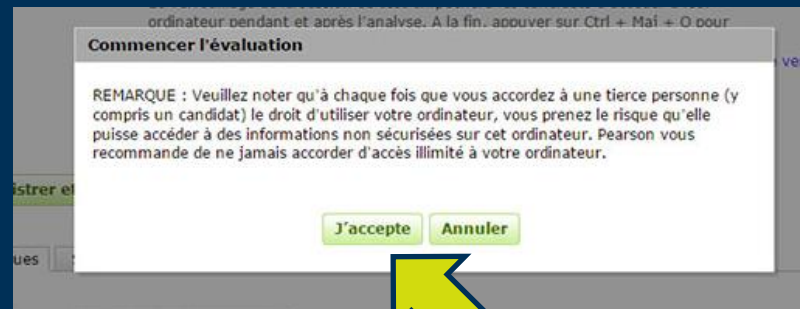 ordinateur pendant et après l'analyse. A la fin, appuyer sur Ctrl + Maj + Q pour
Commencer l'évaluation
REMARQUE : Veuillez noter qu'à chaque fois que vous accordez à une tierce personne (y
compris un candidat) le droit d'utiliser votre ordinateur, vous prenez le risque qu'elle
puisse accéder à des informations non sécurisées sur cet ordinateur. Pearson vous
recommande de ne jamais accorder d'accès illimité à votre ordinateur.
istrer et
J'accepte Annuler
ues